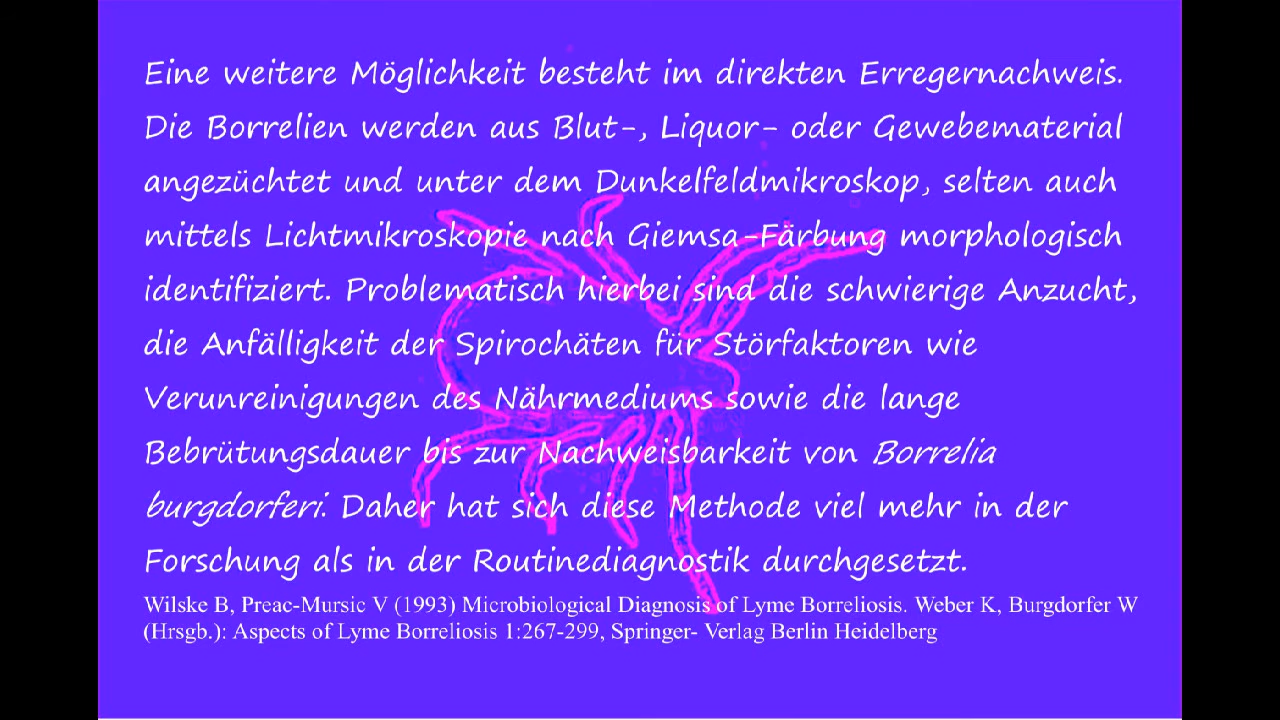 Eine weitere Möglichkeit besteht im direkten Erregernachweis.
Die Borrelien werden aus Blut-, Liquor- oder Gewebematerial
angezüchtet und unter dem Dunkelfeldmikroskop, selten auch
mittels Lichtmikroskopie nach Giemsa-Färbung morphologisch
identifiziert. Problematisch hierbei sind die schwierige Anzucht,
die Anfälligkeit der Spirochäten für Störfaktoren wie
Verunreinigungen des Nährmediums sowie die lange
Bebrütungsdauer bis zur Nachweisbarkeit von Borrelia
burgdorferi. Daher hat sich diese Methode viel mehr in der
Forschung als in der Routinediagnostik durchgesetzt.
Wilske B, Preac-Mursic V (1993) Microbiological Diagnosis of Lyme Borreliosis. Weber K, Burgdorfer W
(Hrsgb.): Aspects of Lyme Borreliosis 1:267-299, Springer- Verlag Berlin Heidelberg